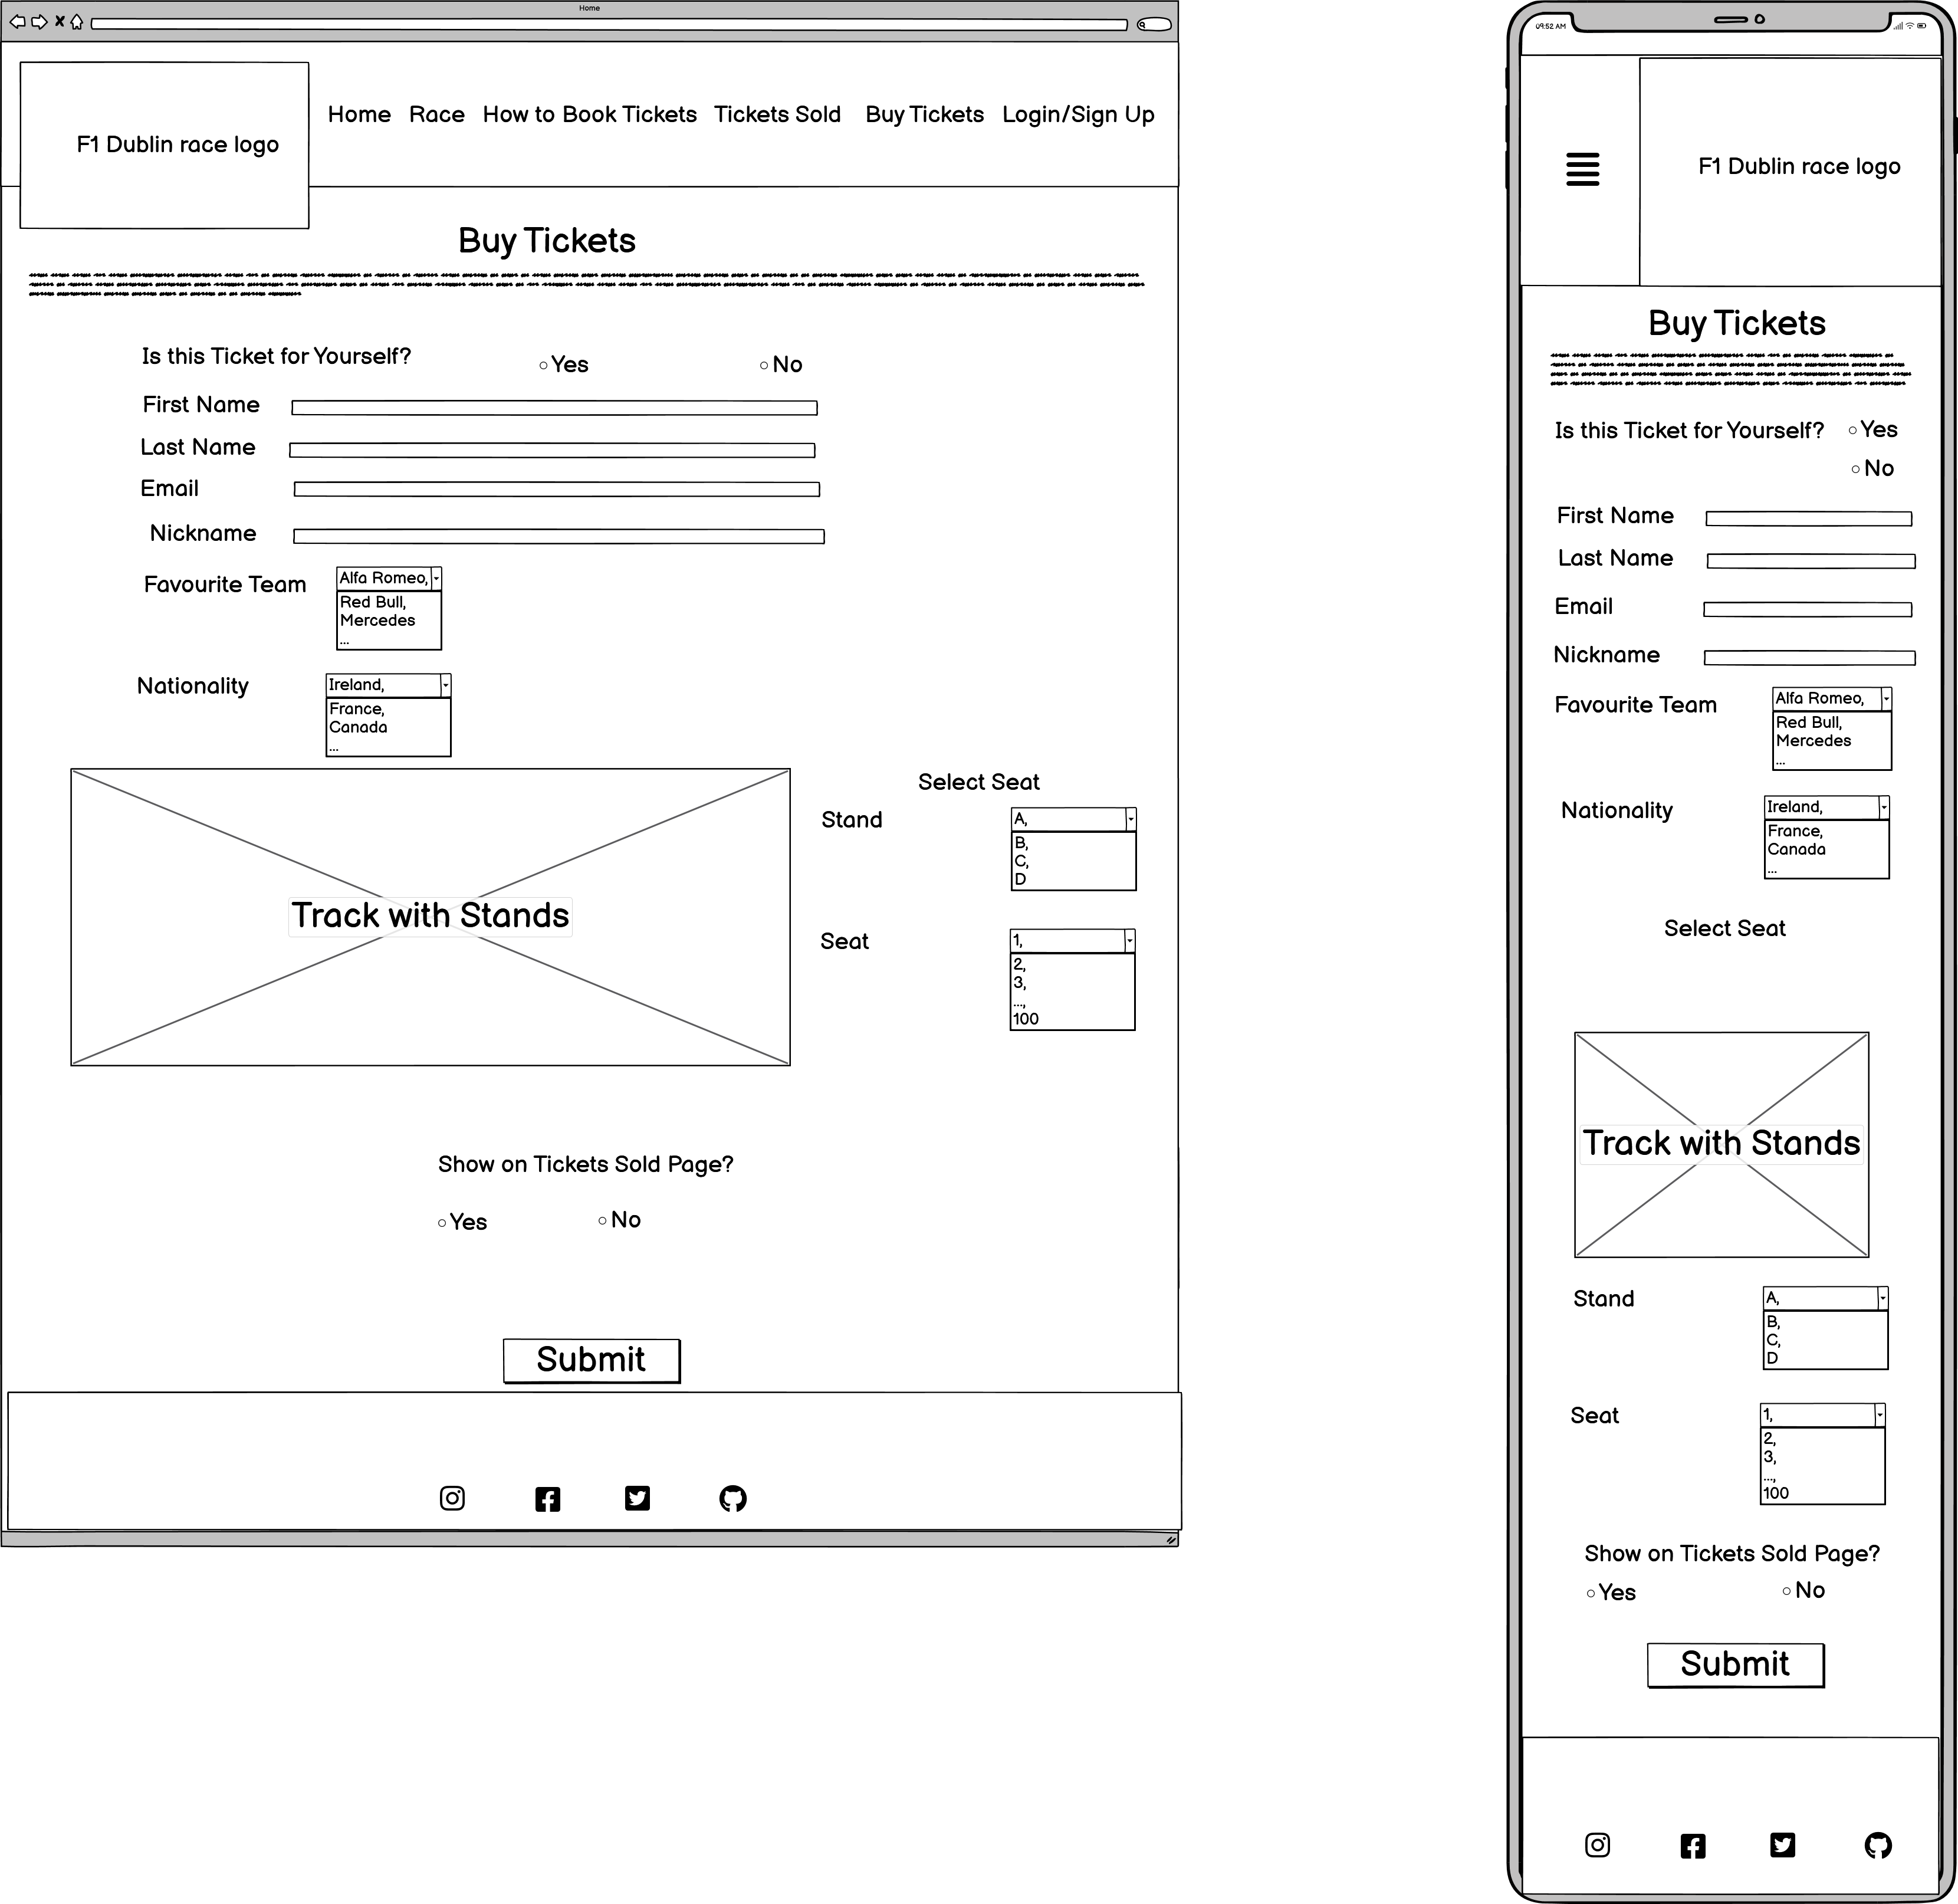 Home
F1 Dublin race logo
Home Race How to Book Tickets Tickets Sold Buy Tickets Login/Sign Up
Buy Tickets
Is this Ticket for Yourself? Yes No
First Name
Last Name
Email
Nickname
Favourite Team Alfa Romeo,
Red Bull,
Mercedes
...
Nationality Ireland,
France,
Canada
...
Track with Stands
Select Seat
Stand A,
B,
C,
D
Seat 1,
2,
3,
...,
100
Show on Tickets Sold Page?
Yes No
Submit
09:52 AM
F1 Dublin race logo
Buy Tickets
Is this Ticket for Yourself? Yes
No
First Name
Last Name
Email
Nickname
Favourite Team Alfa Romeo,
Red Bull,
Mercedes
...
Nationality Ireland,
France,
Canada
...
Select Seat
Track with Stands
Stand A,
B,
C,
D
Seat 1,
2,
3,
...,
100
Show on Tickets Sold Page?
Yes No
Submit